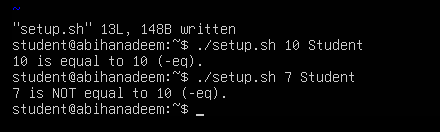 ~
"setup.sh" 13L, 148B written
student@abihanadeem:~$ ./setup.sh 10 Student
10 is equal to 10 (-eq).
student@abihanadeem:~$ ./setup.sh 7 Student
7 is NOT equal to 10 (-eq).
student@abihanadeem:~$ _